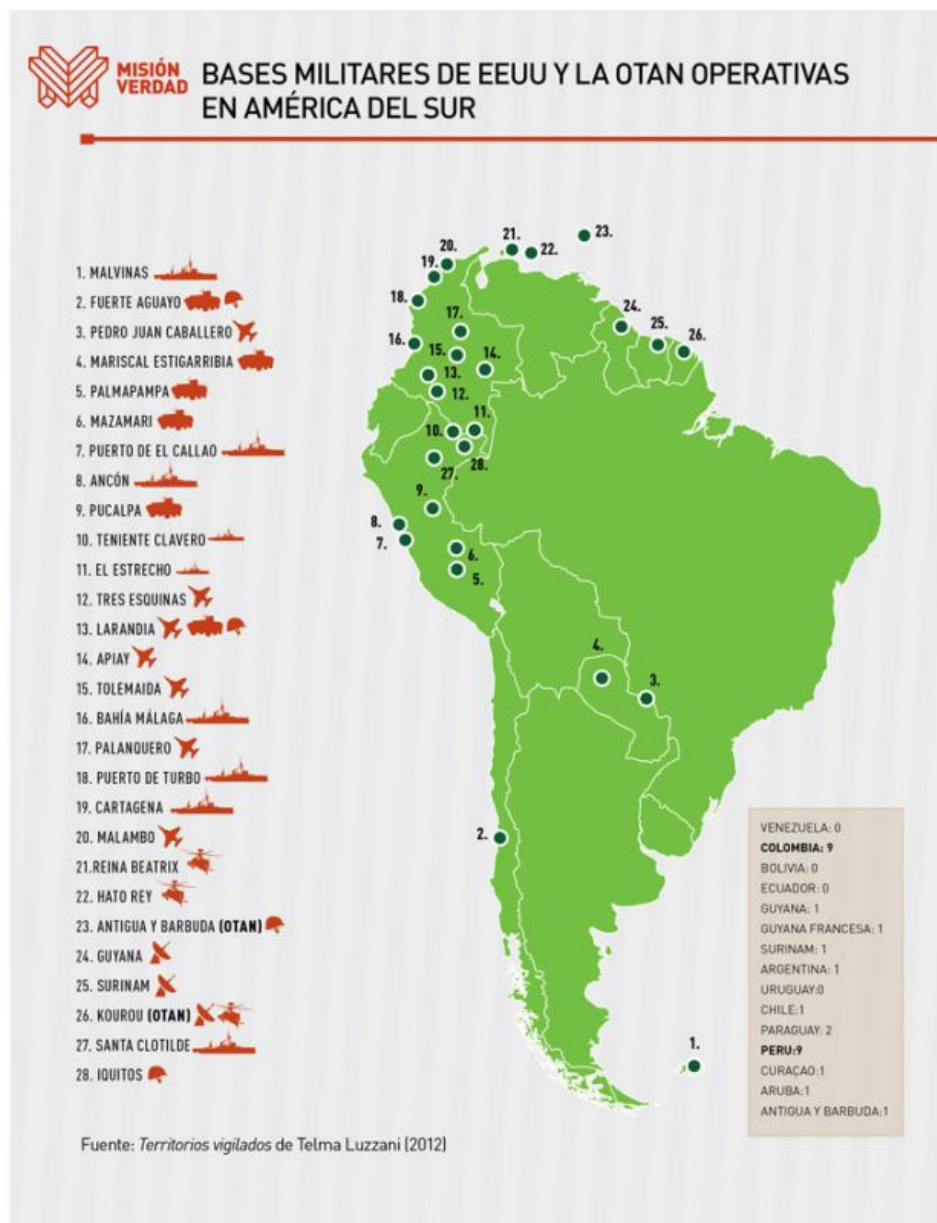 MISIÓN
VERDAD
BASES MILITARES DE EEUU Y LA OTAN OPERATIVAS
EN AMÉRICA DEL SUR
1. MALVINAS
2. FUERTE AGUAYO
3. PEDRO JUAN CABALLERO
4. MARISCAL ESTIGARRIBIA
5. PALMAPAMPA
6. MAZAMARI
7. PUERTO DE EL CALLAO
8. ANCÓN
9. PUCALPA
10. TENIENTE CLAVERO
11. EL ESTRECHO
12. TRES ESQUINAS
13. LARANDIA
14. APIAY
15. TOLEMAIDA
16. BAHÍA MÁLAGA
17. PALANQUERO
18. PUERTO DE TURBO
19. CARTAGENA
20. MALAMBO
21.REINA BEATRIX
22. HATO REY
23. ANTIGUA Y BARBUDA (OTAN)
24. GUYANA
25. SURINAM
26. KOUROU (OTAN)
27. SANTA CLOTILDE
28. IQUITOS
23.
21.
22.
20.
19.
18.
24.
17.
25.
26.
16.
15.
14.
13.
12.
11.
10.
28.
27.
9.
8.
7.
6.
5.
4.
3.
2.
1.
VENEZUELA: 0
COLOMBIA: 9
BOLIVIA: 0
ECUADOR: 0
GUYANA: 1
GUYANA FRANCESA: 1
SURINAM: 1
ARGENTINA: 1
URUGUAY:0
CHILE:1
PARAGUAY: 2
PERU:9
CURAÇAO:1
ARUBA:1
ANTIGUA Y BARBUDA:1
Fuente: Territorios vigilados de Telma Luzzani (2012)